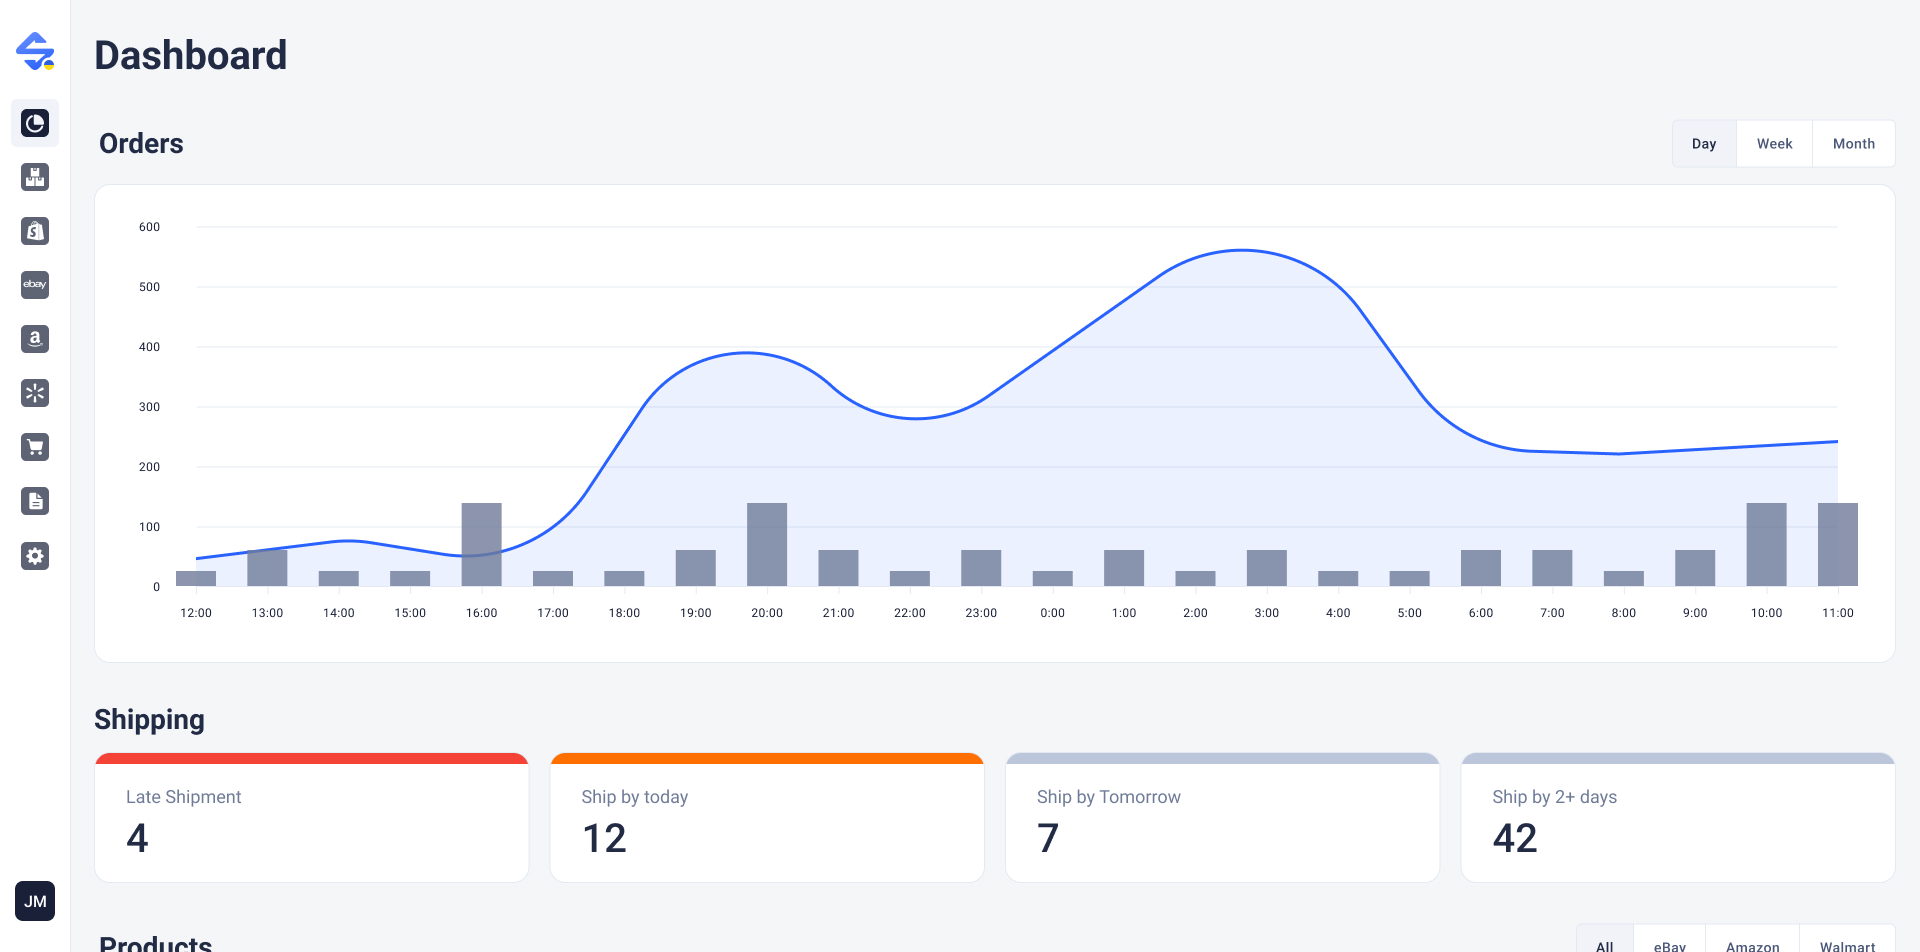 Dashboard
Orders
Day Week Month
600
500
400
300
200
100
0
12:00 13:00 14:00 15:00 16:00 17:00 18:00 19:00 20:00 21:00 22:00 23:00 0:00 1:00 2:00 3:00 4:00 5:00 6:00 7:00 8:00 9:00 10:00 11:00
Shipping
Late Shipment
4
Ship by today
12
Ship by Tomorrow
7
Ship by 2+ days
42
Products
All eBay Amazon Walmart
ebay
a
JM